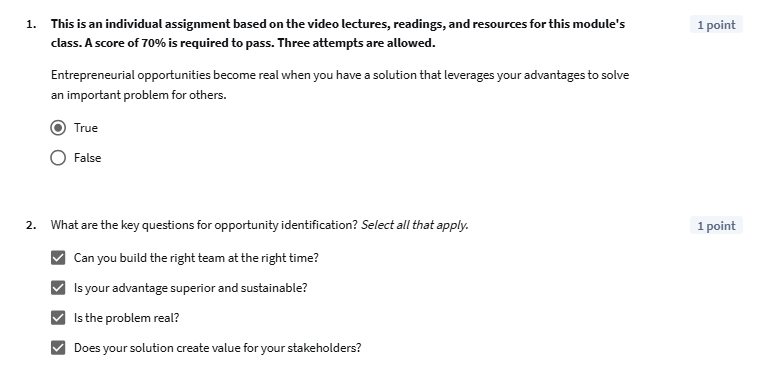 1. This is an individual assignment based on the video lectures, readings, and resources for this module's 1 point
class. A score of 70% is required to pass. Three attempts are allowed.
Entrepreneurial opportunities become real when you have a solution that leverages your advantages to solve
an important problem for others.
True
False
2. What are the key questions for opportunity identification? Select all that apply. 1 point
Can you build the right team at the right time?
Is your advantage superior and sustainable?
Is the problem real?
Does your solution create value for your stakeholders?